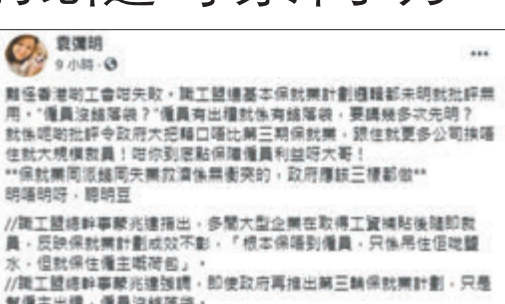 袁彌明
9 小時
難怪香港啲工會咁失敗,職工盟連基本保就業計劃邏輯都未明就批評無
用,"僱員有出糧就係有錢落袋,要講幾多次先明?
就係呢啲批評令政府大把藉口唔比第三期保就業,跟住就更多公司捱唔
住就大規模裁員!咁你到底點保障僱員利益呀大哥!
**保就業同派錢同失業救濟係無衝突的,政府應該三樣都做**
明唔明呀,聰明豆
//職工盟總幹事蒙兆達指出,多間大型企業在取得工資補貼後隨即裁
員,反映保就業計劃成效不彰,「根本保唔到僱員,只係吊住佢哋鹽
水,但就保住僱主嘅荷包」。
//職工盟總幹事蒙兆達強調,即使政府再推出第三輪保就業計劃,只是
幫僱主出糧,僱員沒錢落袋。